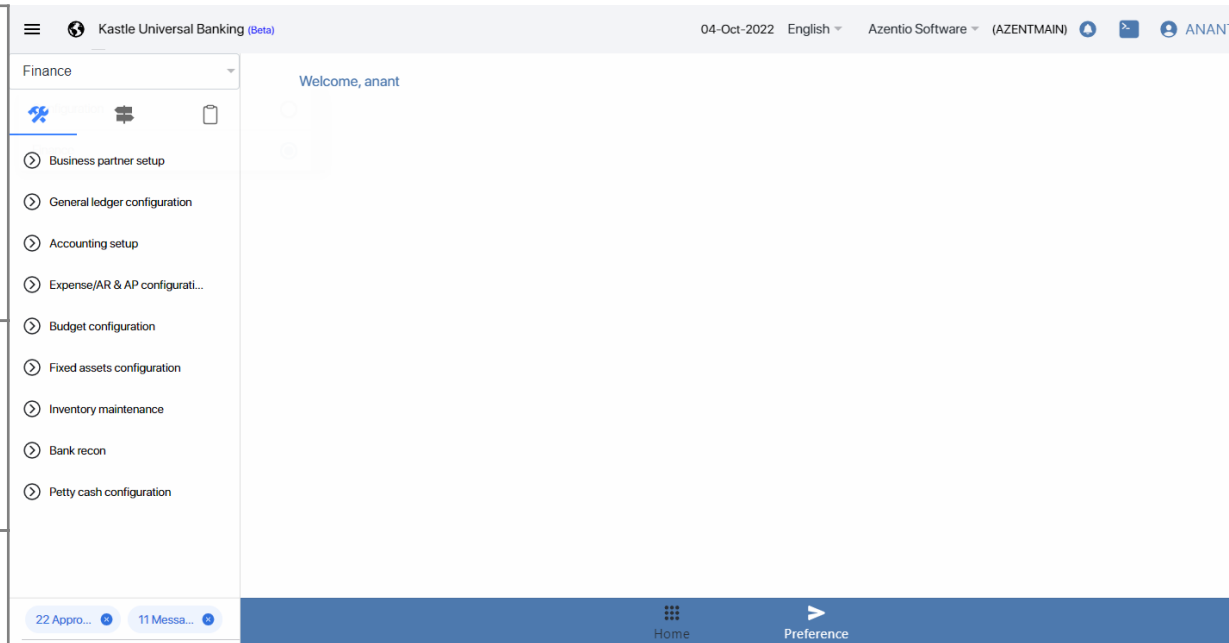 Kastle Universal Banking (Beta)
04-Oct-2022 English Azentio Software (AZENTMAIN) ANANT
Finance
Welcome, anant
Business partner setup
General ledger configuration
Accounting setup
Expense/AR & AP configurati...
Budget configuration
Fixed assets configuration
Inventory maintenance
Bank recon
Petty cash configuration
22 Appro... 11 Messa...
Home Preference